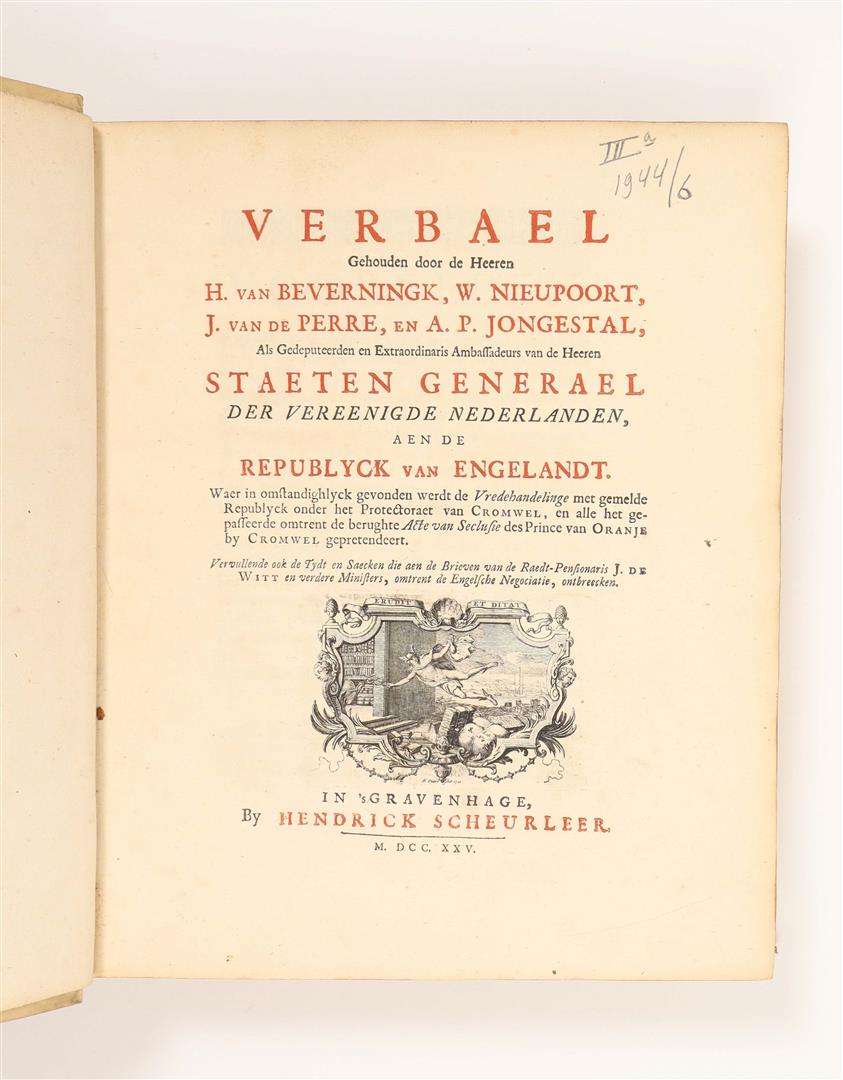 III a
1944/6
VERBAEL
Gehouden door de Heeren
H. VAN BEVERNINGK, W. NIEUPOORT,
J. VAN DE PERRE, EN A. P. JONGESTAL,
Als Gedeputeerden en Extraordinaris Ambaſſadeurs van de Heeren
STAETEN GENERAEL
DER VEREENIGDE NEDERLANDEN,
AEN DE
REPUBLYCK VAN ENGELANDT.
Waer in omſtandighlyck gevonden werdt de Vredehandelinge met gemelde
Republyck onder het Protectoraet van CROMWEL, en alle het ge-
paſſeerde omtrent de berughte Acte van Secluſie des Prince van ORANJE
by CROMWEL gepretendeert.
Vervullende ook de Tydt en Saecken die aen de Brieven van de Raedt-Penſionaris J. DE
WITT en verdere Miniſters, omtrent de Engelſche Negociatie, ontbreecken.
ERUDIT ET DITAT
IN 'sGRAVENHAGE,
By HENDRICK SCHEURLEER.
M. DCC. XXV.